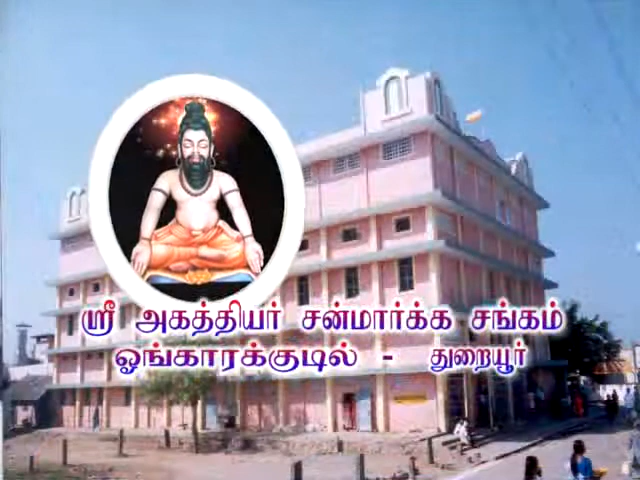 ஸ்ரீ அகத்தியர் சன்மார்க்க சங்கம்
ஓங்காரக்குடில் - துறையூர்